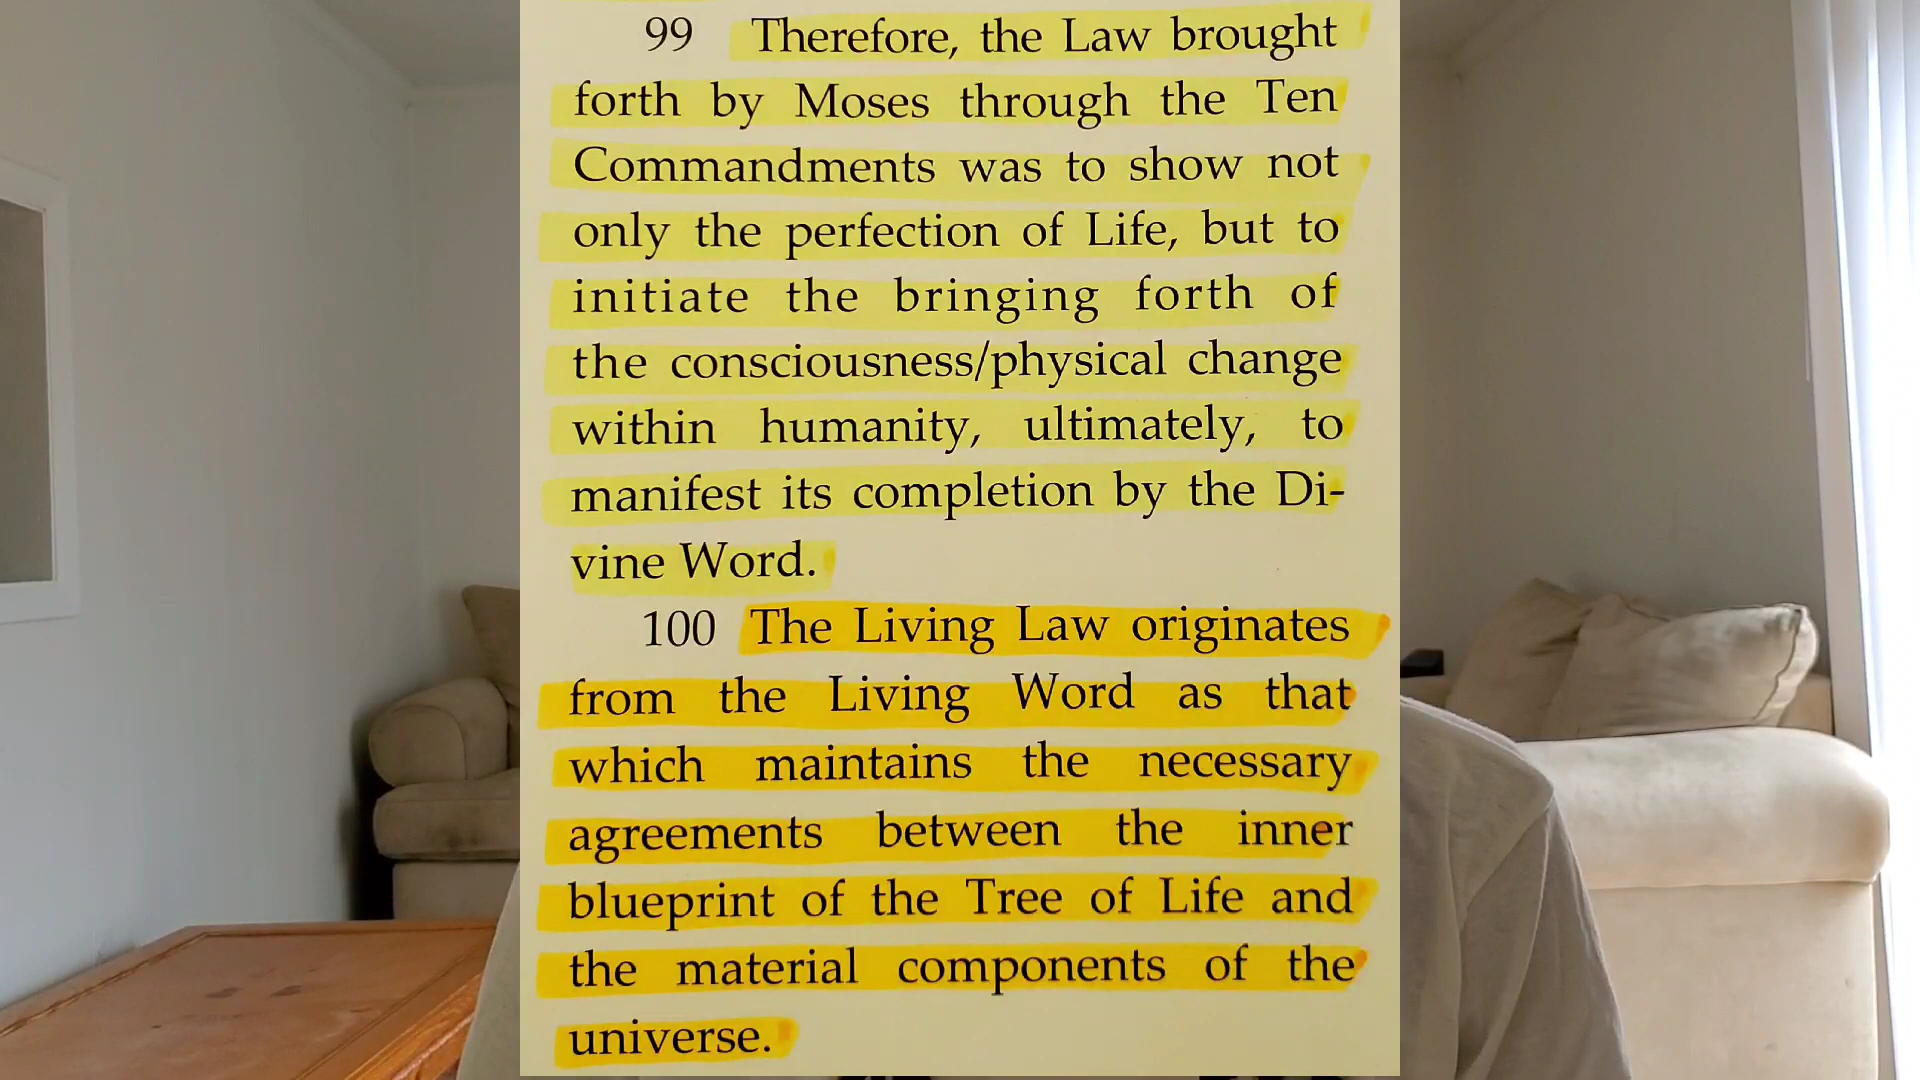 99 Therefore, the Law brought
forth by Moses through the Ten
Commandments was to show not
only the perfection of Life, but to
initiate the bringing forth of
the consciousness/physical change
within humanity, ultimately, to
manifest its completion by the Di-
vine Word.
100 The Living Law originates
from the Living Word as that
which maintains the necessary
agreements between the inner
blueprint of the Tree of Life and
the material components of the
universe.